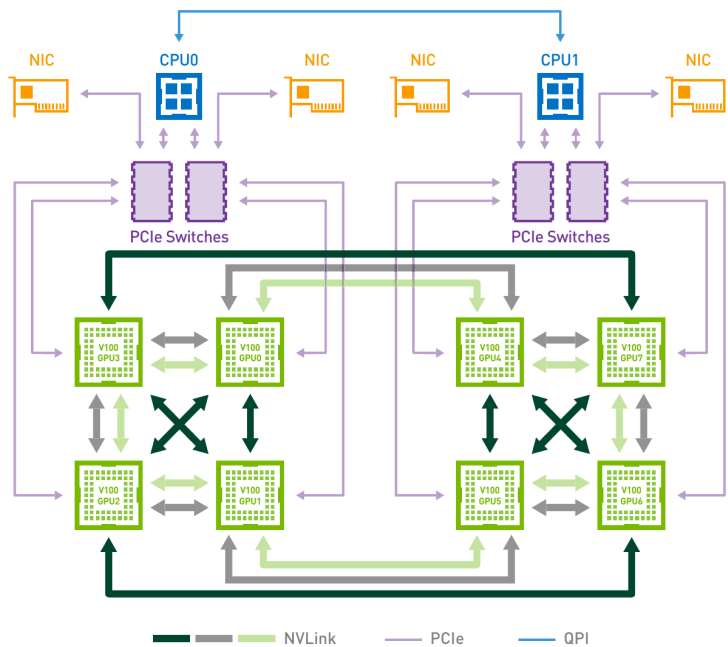 NIC
CPU0
NIC
NIC
CPU1
NIC
PCIe Switches
PCIe Switches
V100
GPU3
V100
GPU0
V100
GPU4
V100
GPU7
V100
GPU2
V100
GPU1
V100
GPU5
V100
GPU6
NVLink
PCIe
QPI